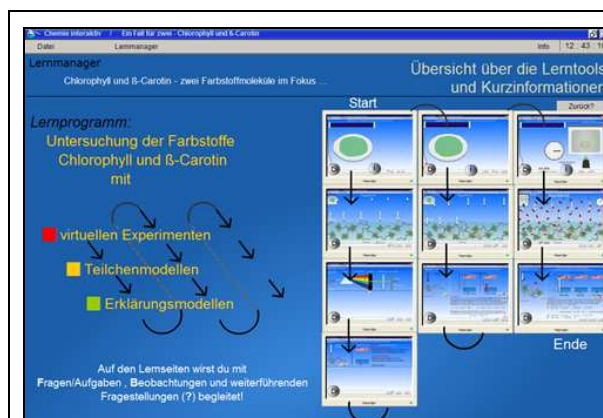 Chemie interaktiv / Ein Fall für zwei - Chlorophyll und ß-Carotin
Datei Lernmanager Info 12 : 43 : 1
Lernmanager
Chlorophyll und ß-Carotin - zwei Farbstoffmoleküle im Fokus ...
Übersicht über die Lerntools
und Kurzinformationen
Zurück?
Start
Lernprogramm:
Untersuchung der Farbstoffe
Chlorophyll und ß-Carotin
mit
virtuellen Experimenten
Teilchenmodellen
Erklärungsmodellen
Ende
Auf den Lernseiten wirst du mit
Fragen/Aufgaben , Beobachtungen und weiterführenden
Fragestellungen (?) begleitet!